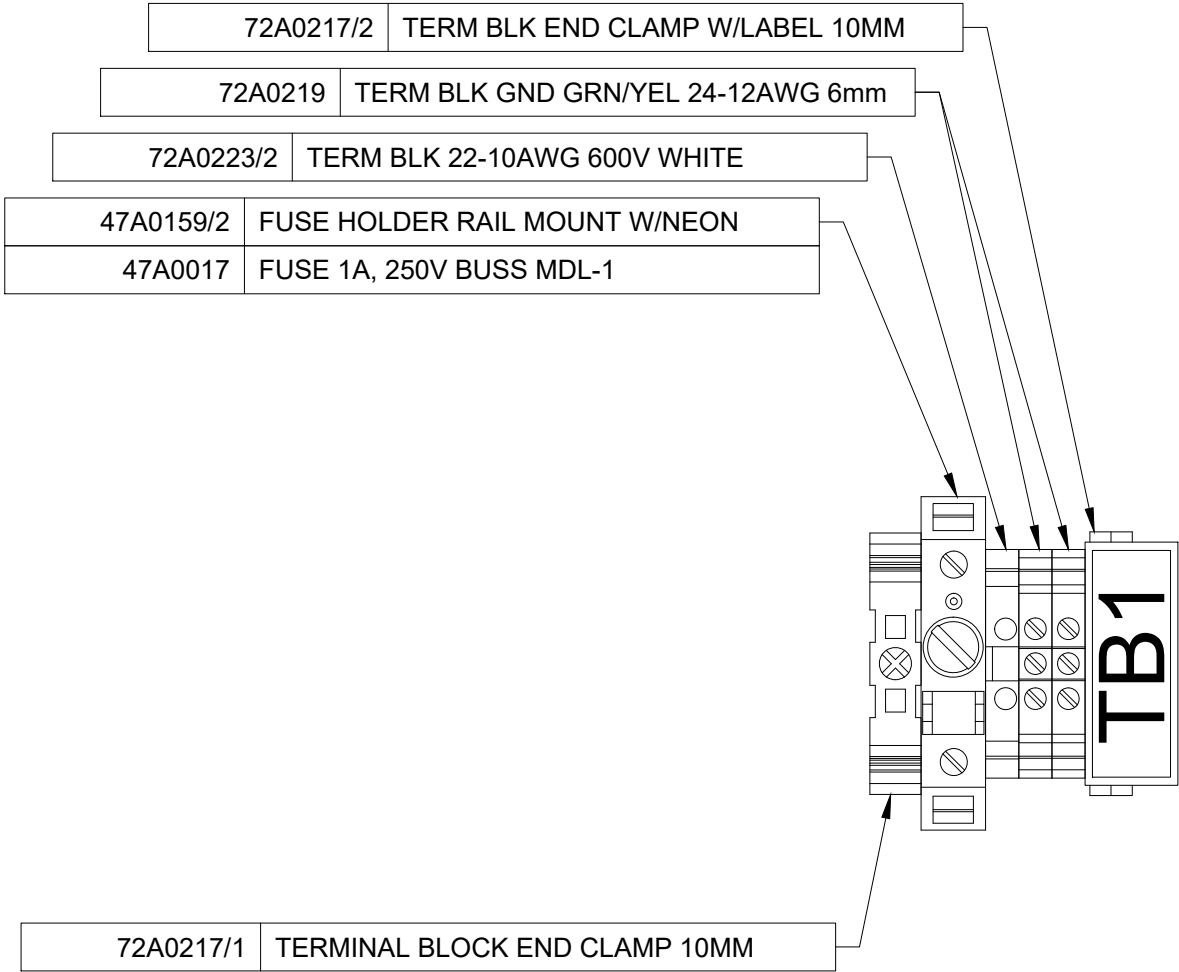 72A0217/2 TERM BLK END CLAMP W/LABEL 10MM
72A0219 TERM BLK GND GRN/YEL 24-12AWG 6mm
72A0223/2 TERM BLK 22-10AWG 600V WHITE
47A0159/2 FUSE HOLDER RAIL MOUNT W/NEON
47A0017 FUSE 1A, 250V BUSS MDL-1
TB1
72A0217/1 TERMINAL BLOCK END CLAMP 10MM